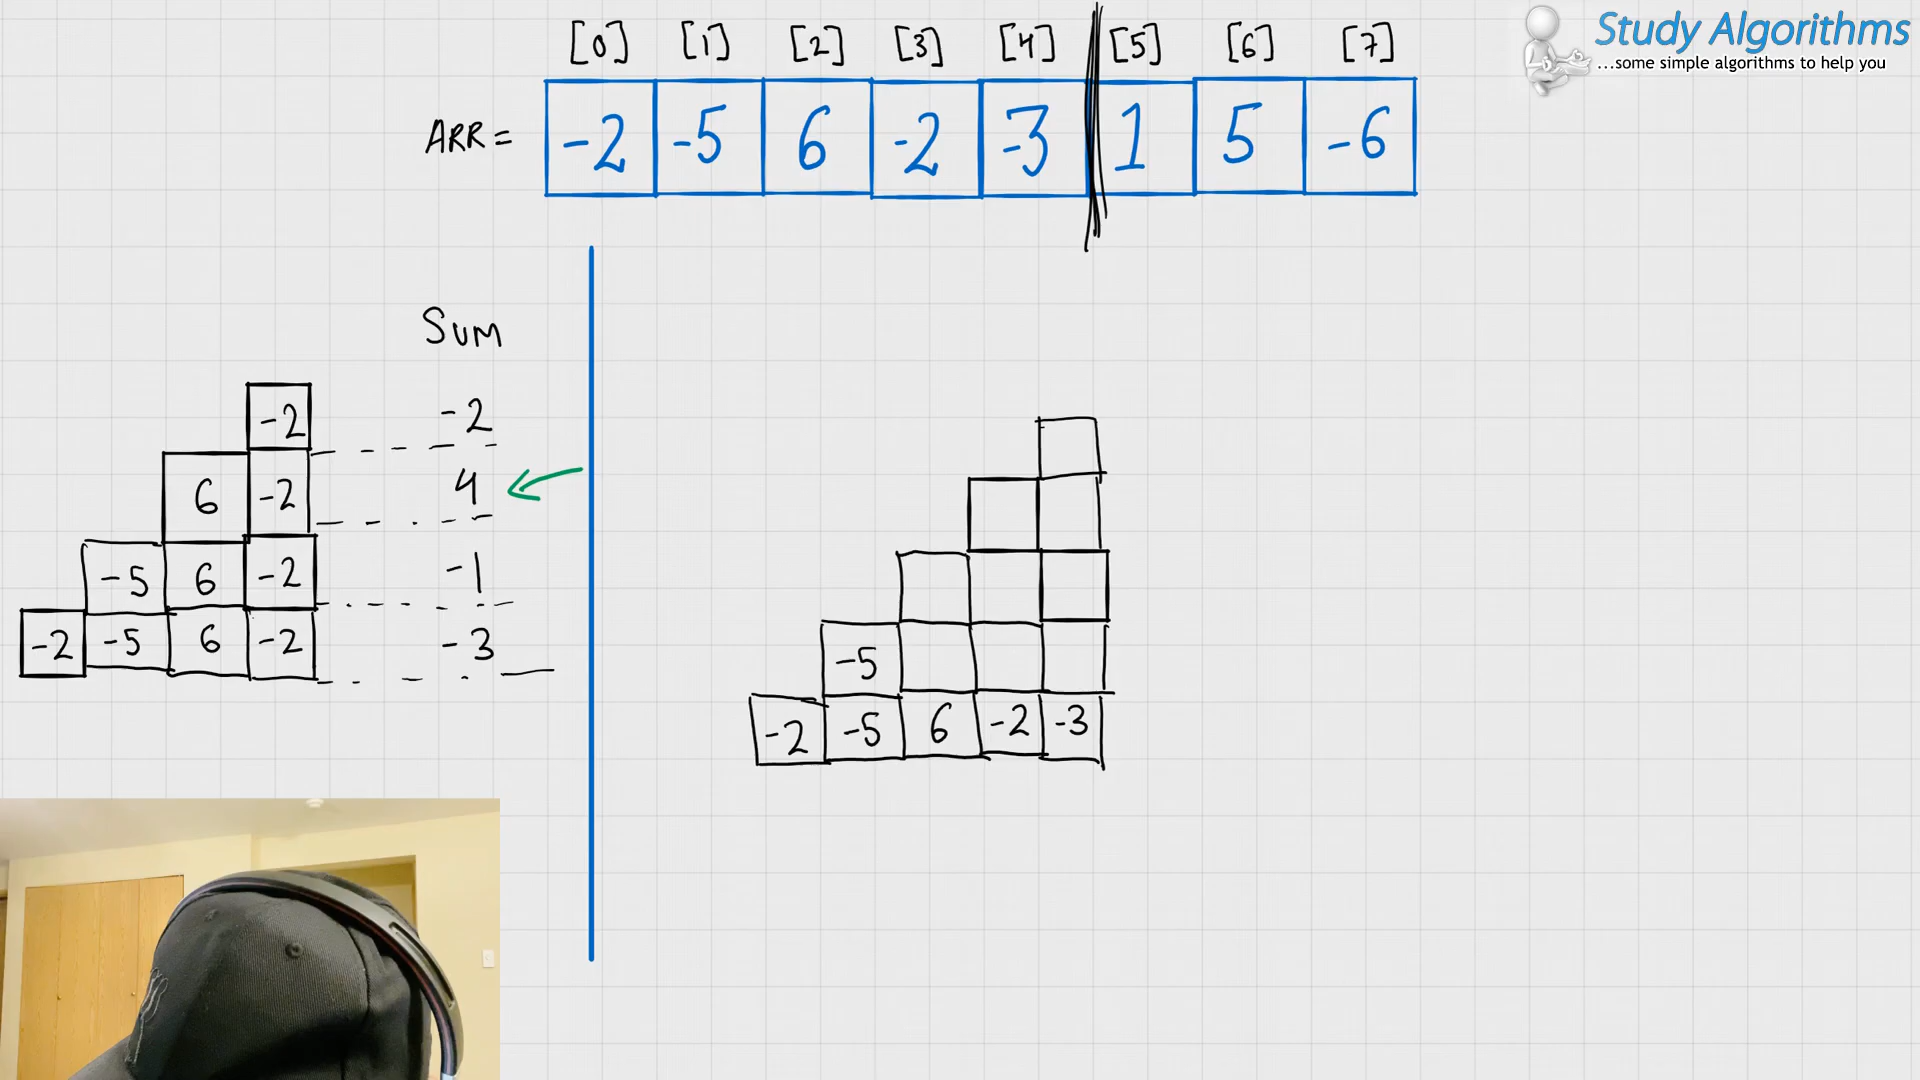 [0] [1] [2] [3] [4] [5] [6] [7]
Study Algorithms
...some simple algorithms to help you
ARR = -2 -5 6 -2 -3 1 5 -6
SUM
-2 -2
6 -2 4
-5 6 -2 -1
-2 -5 6 -2 -3
-5
-2 -5 6 -2 -3